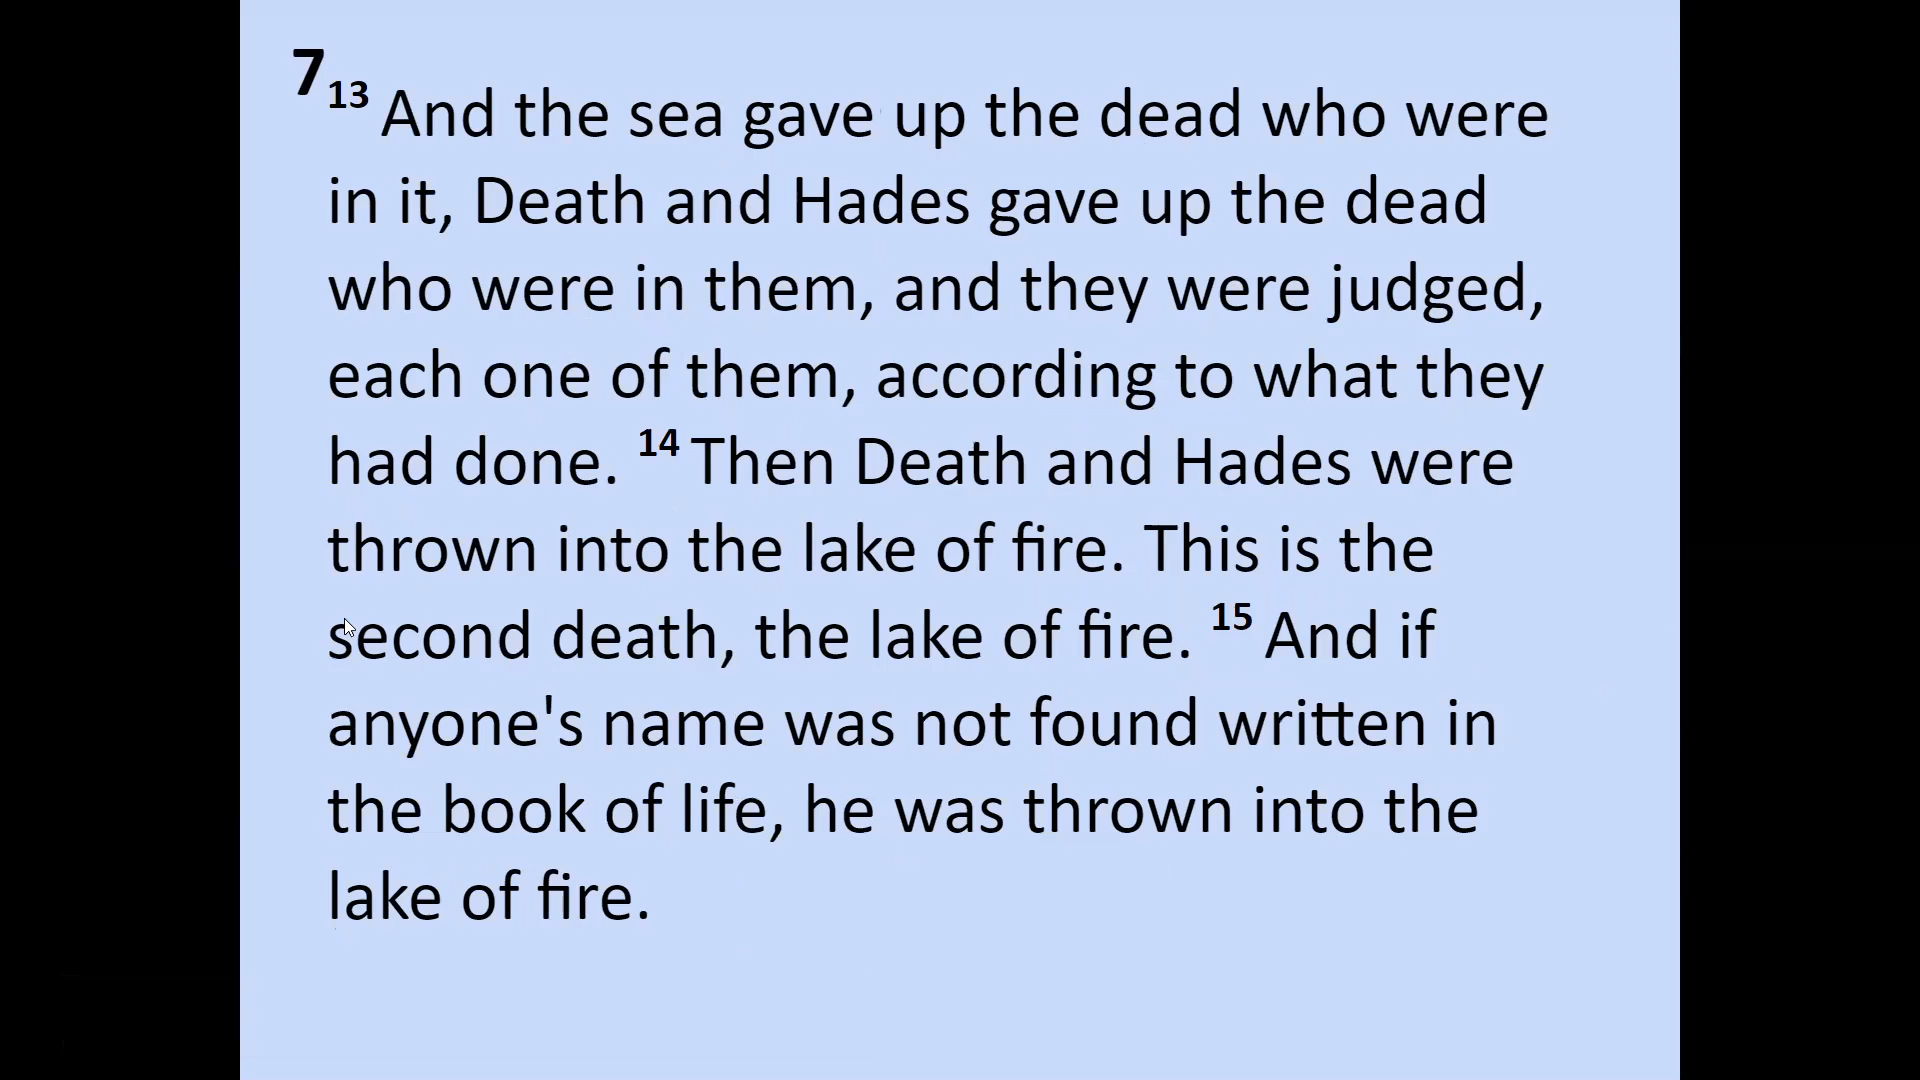 7
13 And the sea gave up the dead who were
in it, Death and Hades gave up the dead
who were in them, and they were judged,
each one of them, according to what they
had done. 14 Then Death and Hades were
thrown into the lake of fire. This is the
second death, the lake of fire. 15 And if
anyone's name was not found written in
the book of life, he was thrown into the
lake of fire.